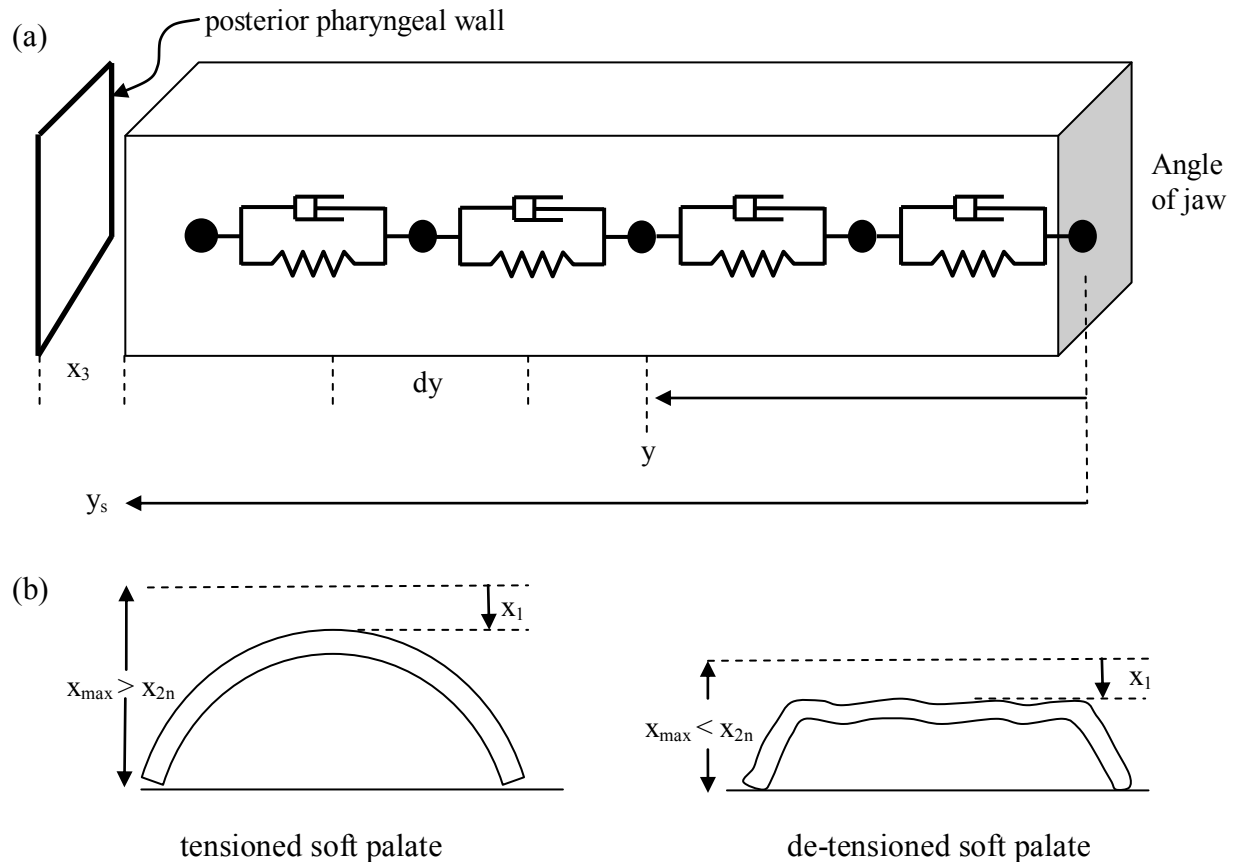 (a)
posterior pharyngeal wall
Angle
of jaw
x₃
dy
y
yₛ
(b)
x₁
x₁
xₘₐₓ > x₂ₙ
xₘₐₓ < x₂ₙ
tensioned soft palate
de-tensioned soft palate